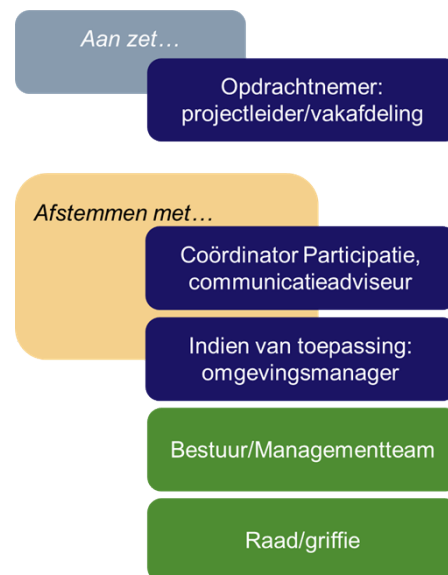 Aan zet…
Opdrachtnemer:
projectleider/vakafdeling
Afstemmen met…
Coördinator Participatie,
communicatieadviseur
Indien van toepassing:
omgevingsmanager
Bestuur/Managementteam
Raad/griffie